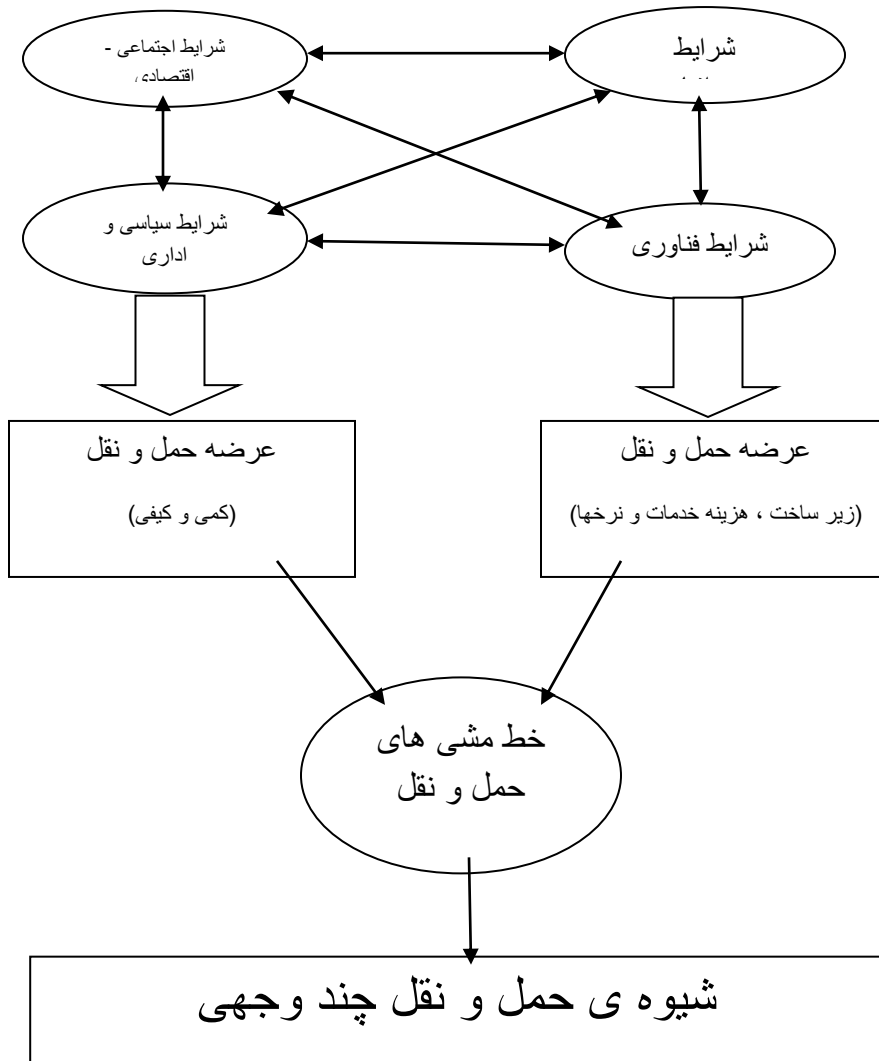 شرایط
شرایط اجتماعی -
اقتصادی
شرایط فناوری
شرایط سیاسی و
اداری
عرضه حمل و نقل
(زیر ساخت ، هزینه خدمات و نرخها)
عرضه حمل و نقل
(کمی و کیفی)
خط مشی های
حمل و نقل
شیوه ی حمل و نقل چند وجهی